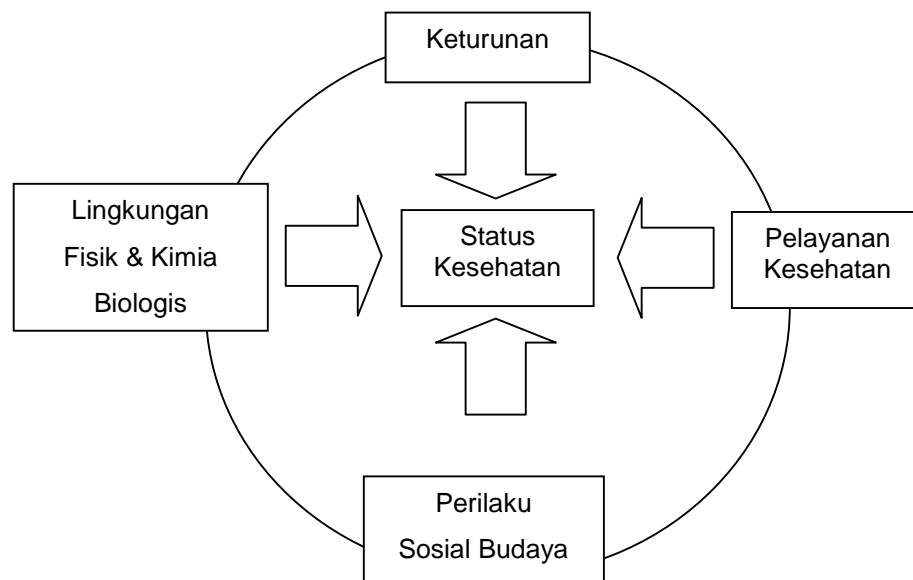 Keturunan
Lingkungan
Fisik & Kimia
Biologis
Status
Kesehatan
Pelayanan
Kesehatan
Perilaku
Sosial Budaya